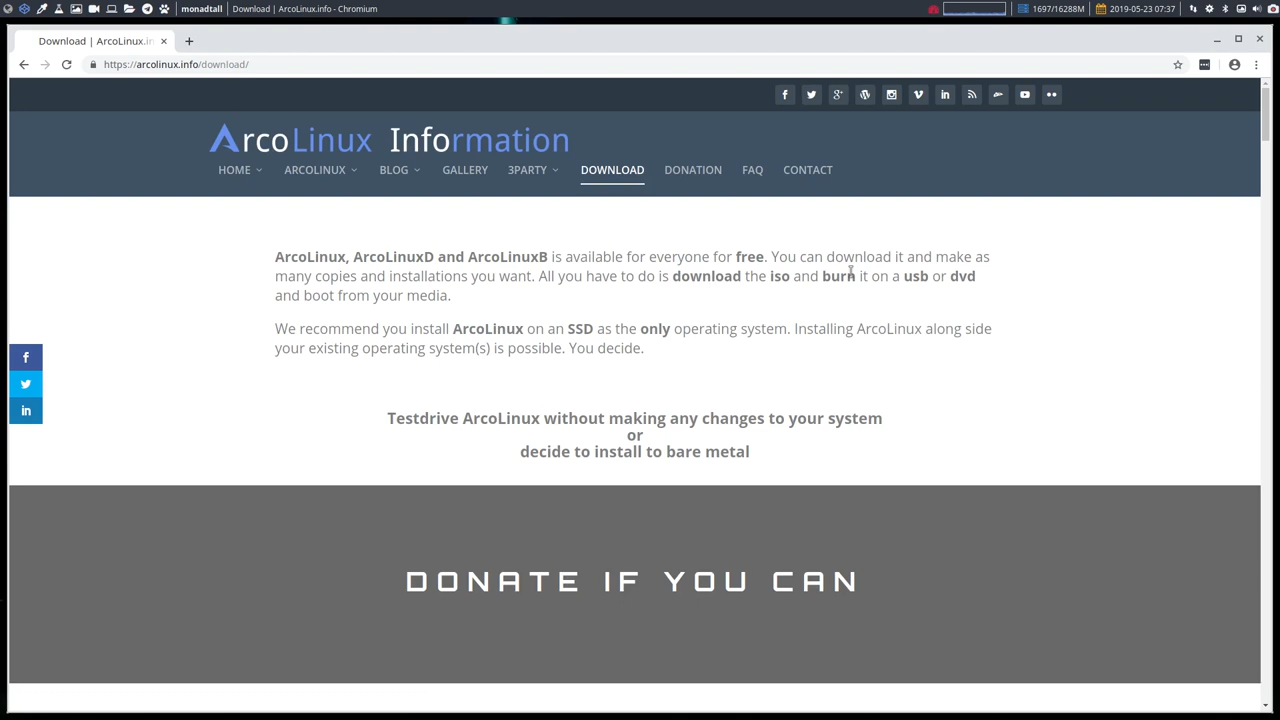 monadtall Download | ArcoLinux.info - Chromium 1697/16288M 2019-05-23 07:37
Download | ArcoLinux.in
https://arcolinux.info/download/
ArcoLinux Information
HOME ARCOLINUX BLOG GALLERY 3PARTY DOWNLOAD DONATION FAQ CONTACT
ArcoLinux, ArcoLinuxD and ArcoLinuxB is available for everyone for free. You can download it and make as
many copies and installations you want. All you have to do is download the iso and burn it on a usb or dvd
and boot from your media.
We recommend you install ArcoLinux on an SSD as the only operating system. Installing ArcoLinux along side
your existing operating system(s) is possible. You decide.
Testdrive ArcoLinux without making any changes to your system
or
decide to install to bare metal
DONATE IF YOU CAN